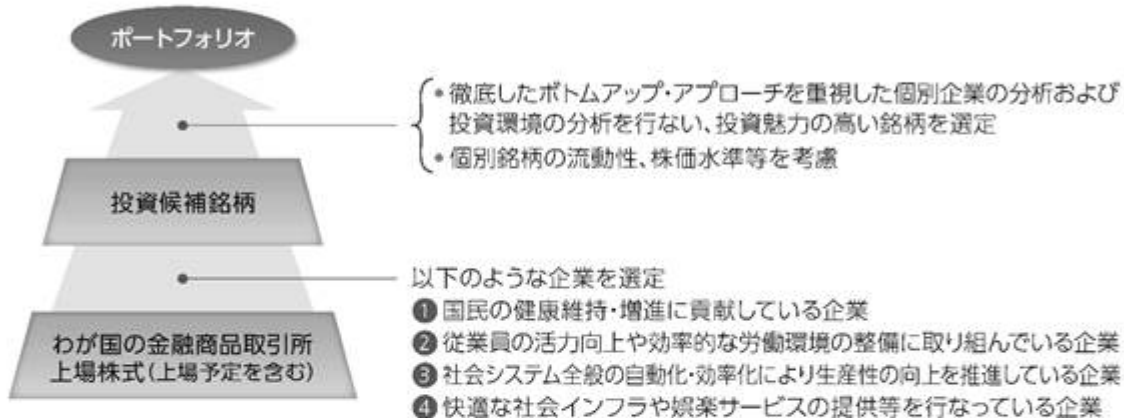 ポートフォリオ
• 徹底したボトムアップ・アプローチを重視した個別企業の分析および
投資環境の分析を行ない、投資魅力の高い銘柄を選定
• 個別銘柄の流動性、株価水準等を考慮
投資候補銘柄
以下のような企業を選定
❶ 国民の健康維持・増進に貢献している企業
❷ 従業員の活力向上や効率的な労働環境の整備に取り組んでいる企業
❸ 社会システム全般の自動化・効率化により生産性の向上を推進している企業
❹ 快適な社会インフラや娯楽サービスの提供等を行なっている企業
わが国の金融商品取引所
上場株式(上場予定を含む)